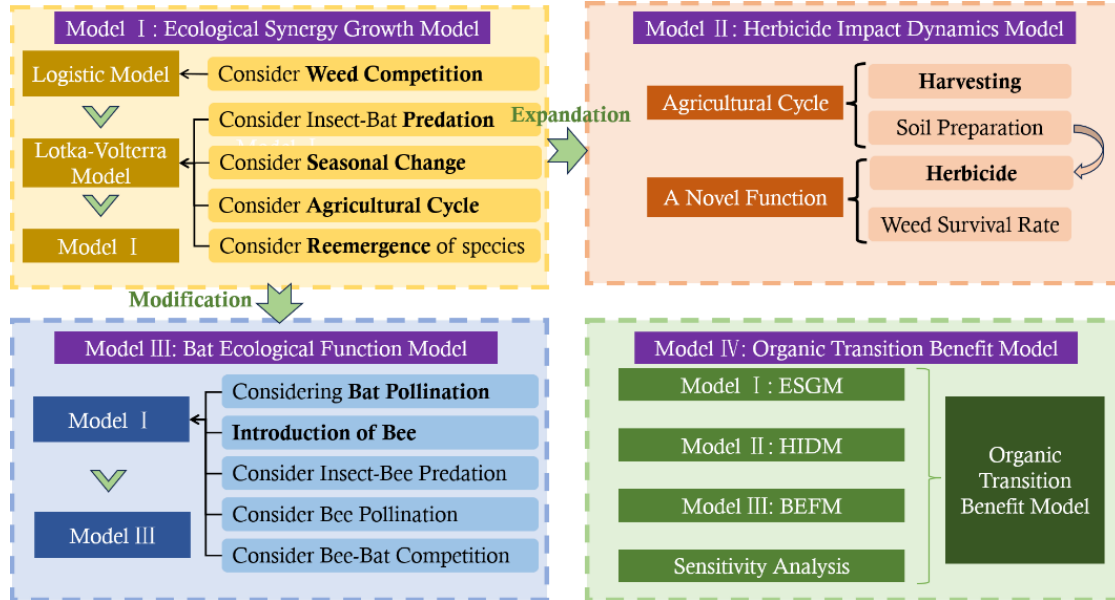 Model Ⅰ: Ecological Synergy Growth Model
Logistic Model
Consider Weed Competition
Consider Insect-Bat Predation
Lotka-Volterra
Model
Consider Seasonal Change
Consider Agricultural Cycle
Model Ⅰ
Consider Reemergence of species
Expansion
Model Ⅱ: Herbicide Impact Dynamics Model
Agricultural Cycle
Harvesting
Soil Preparation
A Novel Function
Herbicide
Weed Survival Rate
Modification
Model Ⅲ: Bat Ecological Function Model
Model Ⅰ
Considering Bat Pollination
Introduction of Bee
Consider Insect-Bee Predation
Model Ⅲ
Consider Bee Pollination
Consider Bee-Bat Competition
Model Ⅳ: Organic Transition Benefit Model
Model Ⅰ: ESGM
Model Ⅱ: HIDM
Model Ⅲ: BEFM
Sensitivity Analysis
Organic
Transition
Benefit Model